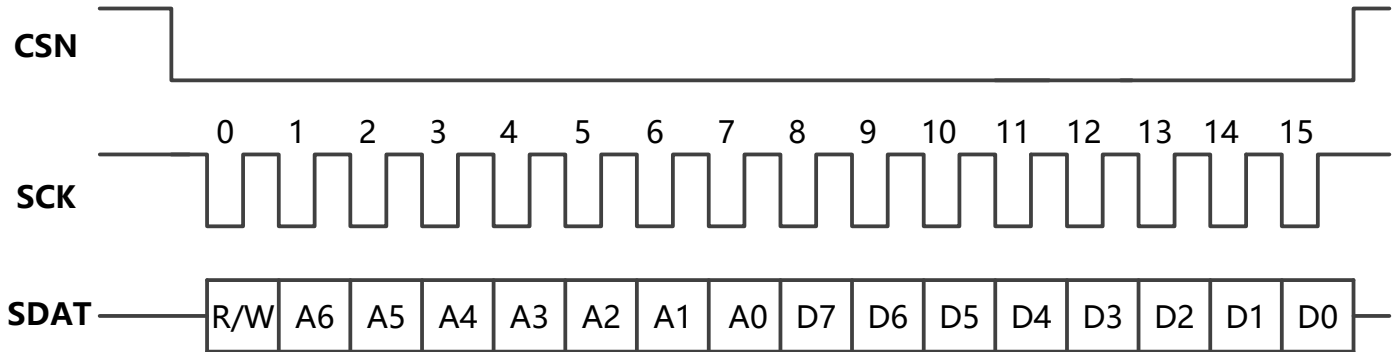 CSN
0 1 2 3 4 5 6 7 8 9 10 11 12 13 14 15
SCK
SDAT R/W A6 A5 A4 A3 A2 A1 A0 D7 D6 D5 D4 D3 D2 D1 D0